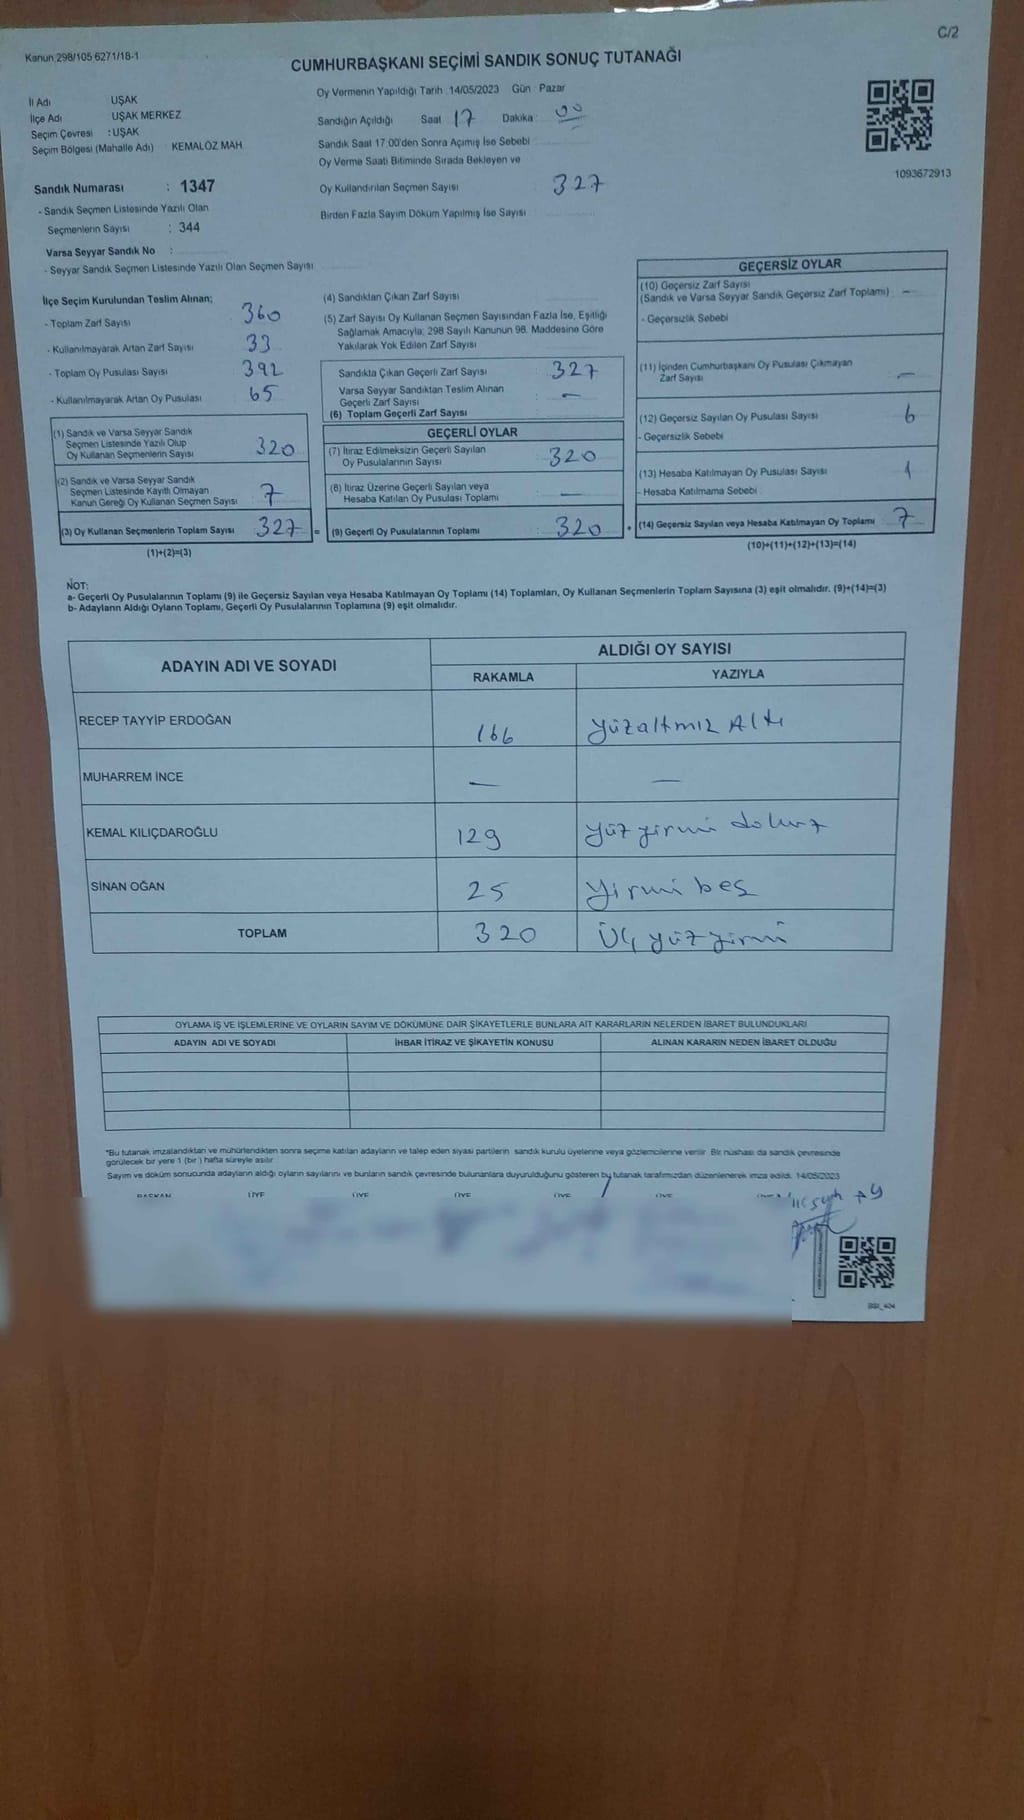 C/2
Kanun 298/105 6271/18-1
CUMHURBAŞKANI SEÇİMİ SANDIK SONUÇ TUTANAĞI
İl Adı UŞAK
İlçe Adı UŞAK MERKEZ
Seçim Çevresi : UŞAK
Seçim Bölgesi (Mahalle Adı) KEMALÖZ MAH
Sandık Numarası : 1347
- Sandık Seçmen Listesinde Yazılı Olan
Seçmenlerin Sayısı : 344
Varsa Seyyar Sandık No :
- Seyyar Sandık Seçmen Listesinde Yazılı Olan Seçmen Sayısı
Oy Vermenin Yapıldığı Tarih 14/05/2023 Gün : Pazar
Sandığın Açıldığı Saat 17 Dakika 00
Sandık Saat 17:00'den Sonra Açımış İse Sebebi
Oy Verme Saati Bitiminde Sırada Bekleyen ve
Oy Kullandırılan Seçmen Sayısı 327
Birden Fazla Sayım Döküm Yapılmış İse Sayısı
1093672913
İlçe Seçim Kurulundan Teslim Alınan;
- Toplam Zarf Sayısı 360
- Kullanılmayarak Artan Zarf Sayısı 33
- Toplam Oy Pusulası Sayısı 392
- Kullanılmayarak Artan Oy Pusulası 65
(1) Sandık ve Varsa Seyyar Sandık
Seçmen Listesinde Yazılı Olup
Oy Kullanan Seçmenlerin Sayısı 320
(2) Sandık ve Varsa Seyyar Sandık
Seçmen Listesinde Kayıtlı Olmayan
Kanun Gereği Oy Kullanan Seçmen Sayısı 7
(3) Oy Kullanan Seçmenlerin Toplam Sayısı 327 =
(1)+(2)=(3)
(4) Sandıktan Çıkan Zarf Sayısı
(5) Zarf Sayısı Oy Kullanan Seçmen Sayısından Fazla İse, Eşitliği
Sağlamak Amacıyla; 298 Sayılı Kanunun 98. Maddesine Göre
Yakılarak Yok Edilen Zarf Sayısı
Sandıkta Çıkan Geçerli Zarf Sayısı 327
Varsa Seyyar Sandıktan Teslim Alınan
Geçerli Zarf Sayısı —
(6) Toplam Geçerli Zarf Sayısı
GEÇERLİ OYLAR
(7) İtiraz Edilmeksizin Geçerli Sayılan
Oy Pusulalarının Sayısı 320
(8) İtiraz Üzerine Geçerli Sayılan veya
Hesaba Katılan Oy Pusulası Toplamı —
(9) Geçerli Oy Pusulalarının Toplamı : 320 +
GEÇERSİZ OYLAR
(10) Geçersiz Zarf Sayısı
(Sandık ve Varsa Seyyar Sandık Geçersiz Zarf Toplamı) —
- Geçersizlik Sebebi
(11) İçinden Cumhurbaşkanı Oy Pusulası Çıkmayan
Zarf Sayısı —
(12) Geçersiz Sayılan Oy Pusulası Sayısı 6
- Geçersizlik Sebebi
(13) Hesaba Katılmayan Oy Pusulası Sayısı 1
- Hesaba Katılmama Sebebi
(14) Geçersiz Sayılan veya Hesaba Katılmayan Oy Toplamı 7
(10)+(11)+(12)+(13)=(14)
NOT:
a- Geçerli Oy Pusulalarının Toplamı (9) ile Geçersiz Sayılan veya Hesaba Katılmayan Oy Toplamı (14) Toplamları, Oy Kullanan Seçmenlerin Toplam Sayısına (3) eşit olmalıdır. (9)+(14)=(3)
b- Adayların Aldığı Oyların Toplamı, Geçerli Oy Pusulalarının Toplamına (9) eşit olmalıdır.
ADAYIN ADI VE SOYADI ALDIĞI OY SAYISI
RAKAMLA YAZIYLA
RECEP TAYYİP ERDOĞAN 166 yüzaltmız Altı
MUHARREM İNCE — —
KEMAL KILIÇDAROĞLU 129 yüz yirmi dokuz
SİNAN OĞAN 25 yirmi beş
TOPLAM 320 Üç yüz yirmi
OYLAMA İŞ VE İŞLEMLERİNE VE OYLARIN SAYIM VE DÖKÜMÜNE DAİR ŞİKAYETLERLE BUNLARA AİT KARARLARIN NELERDEN İBARET BULUNDUKLARI
ADAYIN ADI VE SOYADI İHBAR İTİRAZ VE ŞİKAYETİN KONUSU ALINAN KARARIN NEDEN İBARET OLDUĞU
*Bu tutanak imzalandıktan ve mühürlendikten sonra seçime katılan adayların ve talep eden siyasi partilerin sandık kurulu üyelerine veya gözlemcilerine verilir. Bir nüshası da sandık çevresinde
görülecek bir yere 1 (bir ) hafta süreyle asılır.
Sayım ve döküm sonucunda adayların aldığı oyların sayılarını ve bunların sandık çevresinde bulunanlara duyurulduğunu gösteren bu tutanak tarafımızdan düzenlenerek imza edildi. 14/05/2023
BAŞKAN ÜYE ÜYE ÜYE ÜYE ÜYE